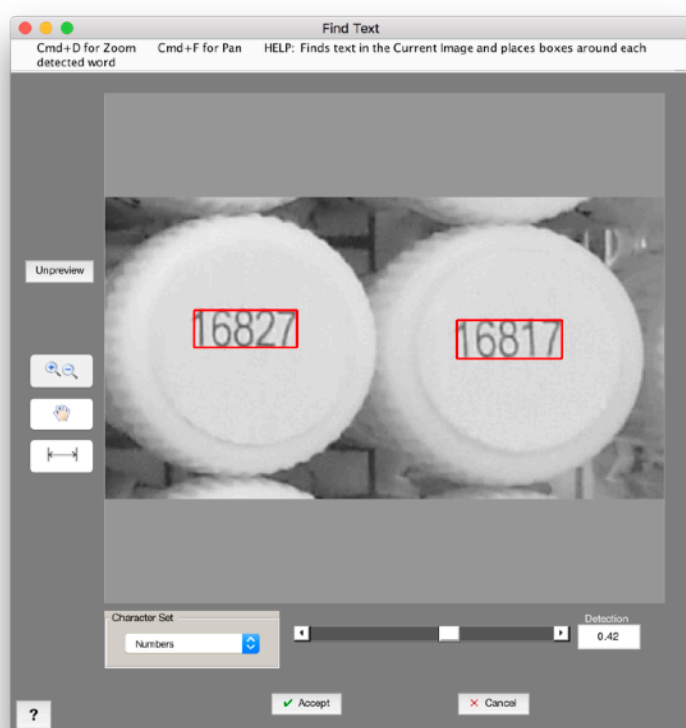 Find Text
Cmd+D for Zoom Cmd+F for Pan HELP: Finds text in the Current Image and places boxes around each
detected word
Unpreview
16827
16817
Character Set
Numbers
Detection
0.42
? 
Accept
Cancel